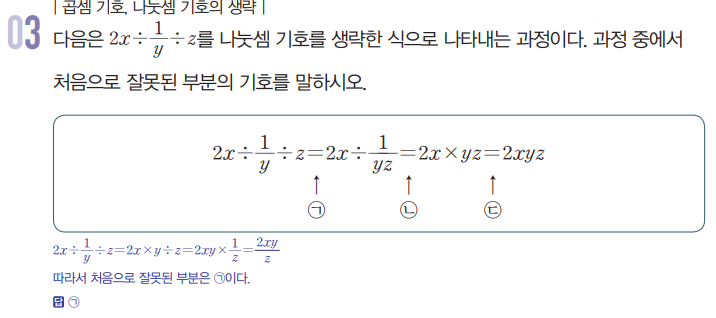 | 곱셈 기호, 나눗셈 기호의 생략 |
03 다음은 2x÷1/y÷z를 나눗셈 기호를 생략한 식으로 나타내는 과정이다. 과정 중에서
처음으로 잘못된 부분의 기호를 말하시오.
2x÷1/y÷z=2x÷1/yz=2x×yz=2xyz
↑ ↑ ↑
㉠ ㉡ ㉢
2x÷1/y÷z=2x×y÷z=2xy×1/z=2xy/z
따라서 처음으로 잘못된 부분은 ㉠이다.
답 ㉠